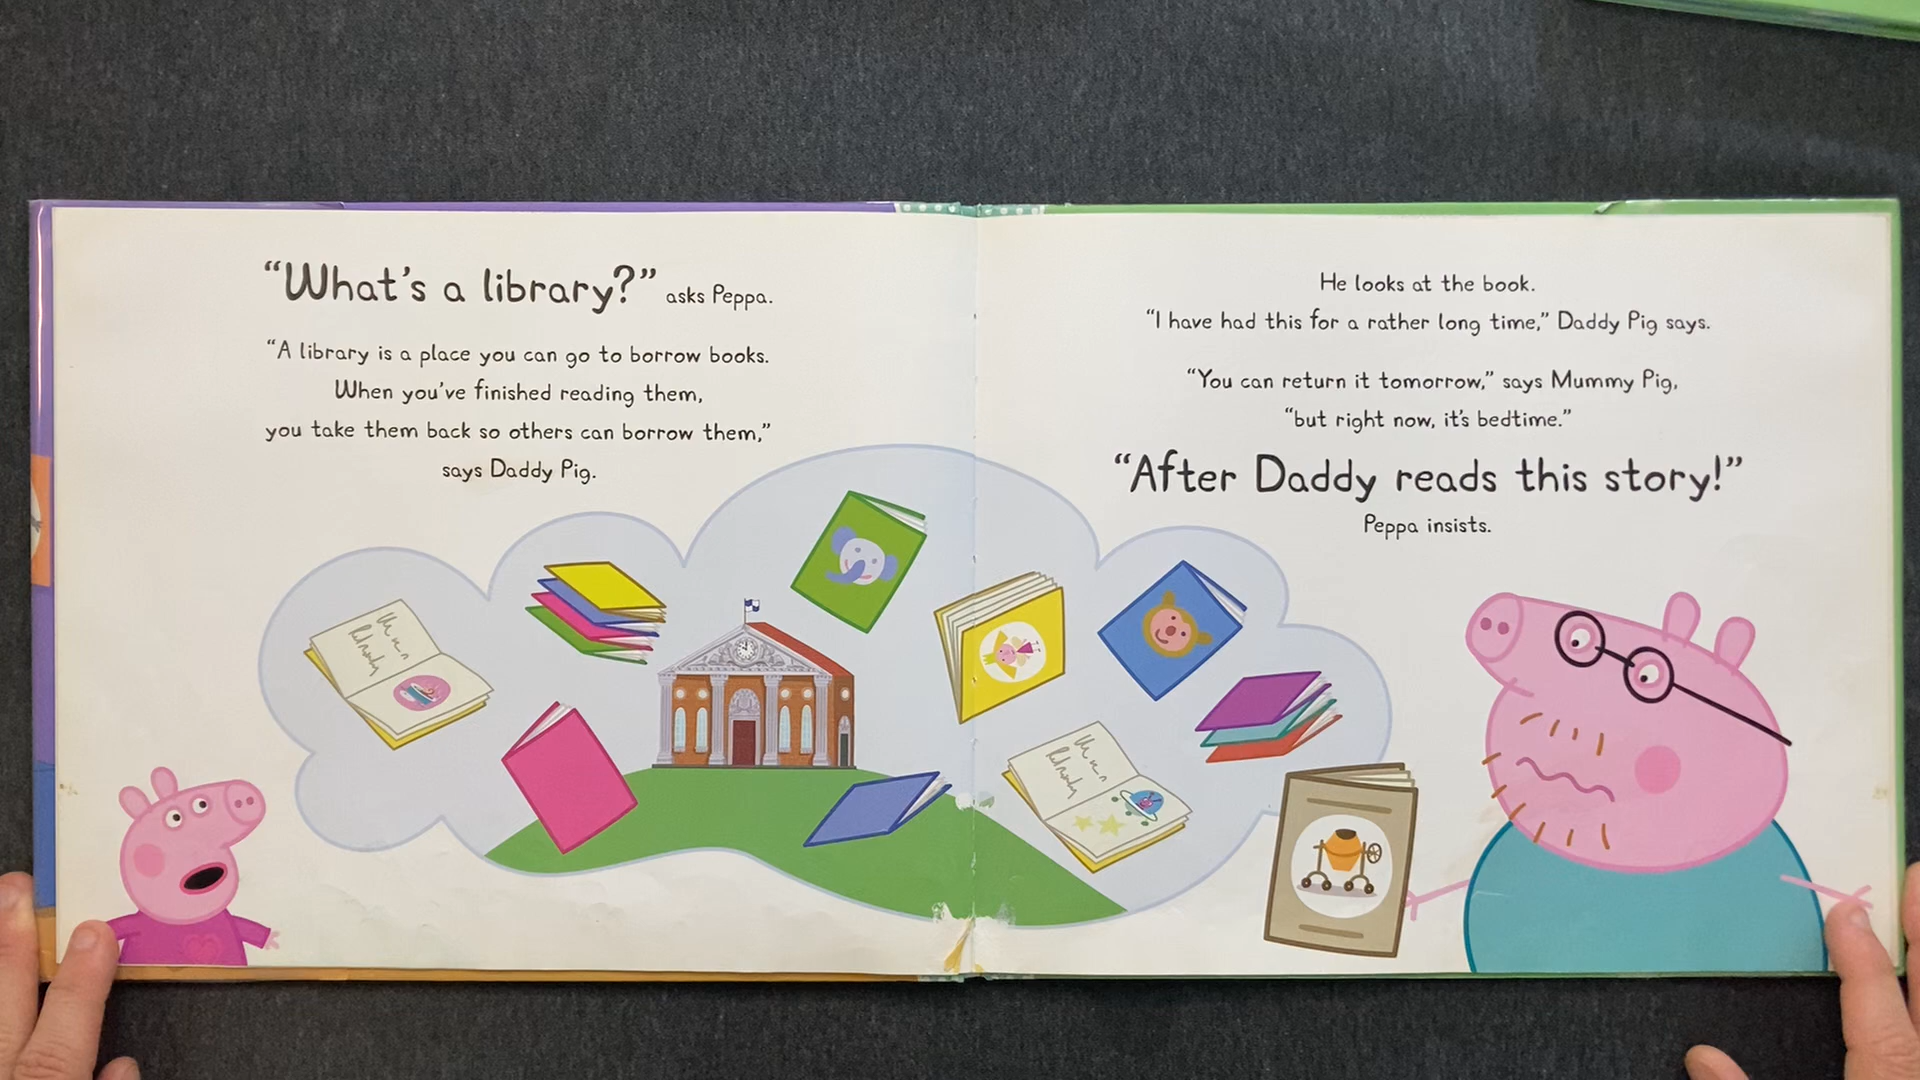 “What’s a library?” asks Peppa.
“A library is a place you can go to borrow books.
When you’ve finished reading them,
you take them back so others can borrow them,”
says Daddy Pig.
He looks at the book.
“I have had this for a rather long time,” Daddy Pig says.
“You can return it tomorrow,” says Mummy Pig,
“but right now, it’s bedtime.”
“After Daddy reads this story!”
Peppa insists.